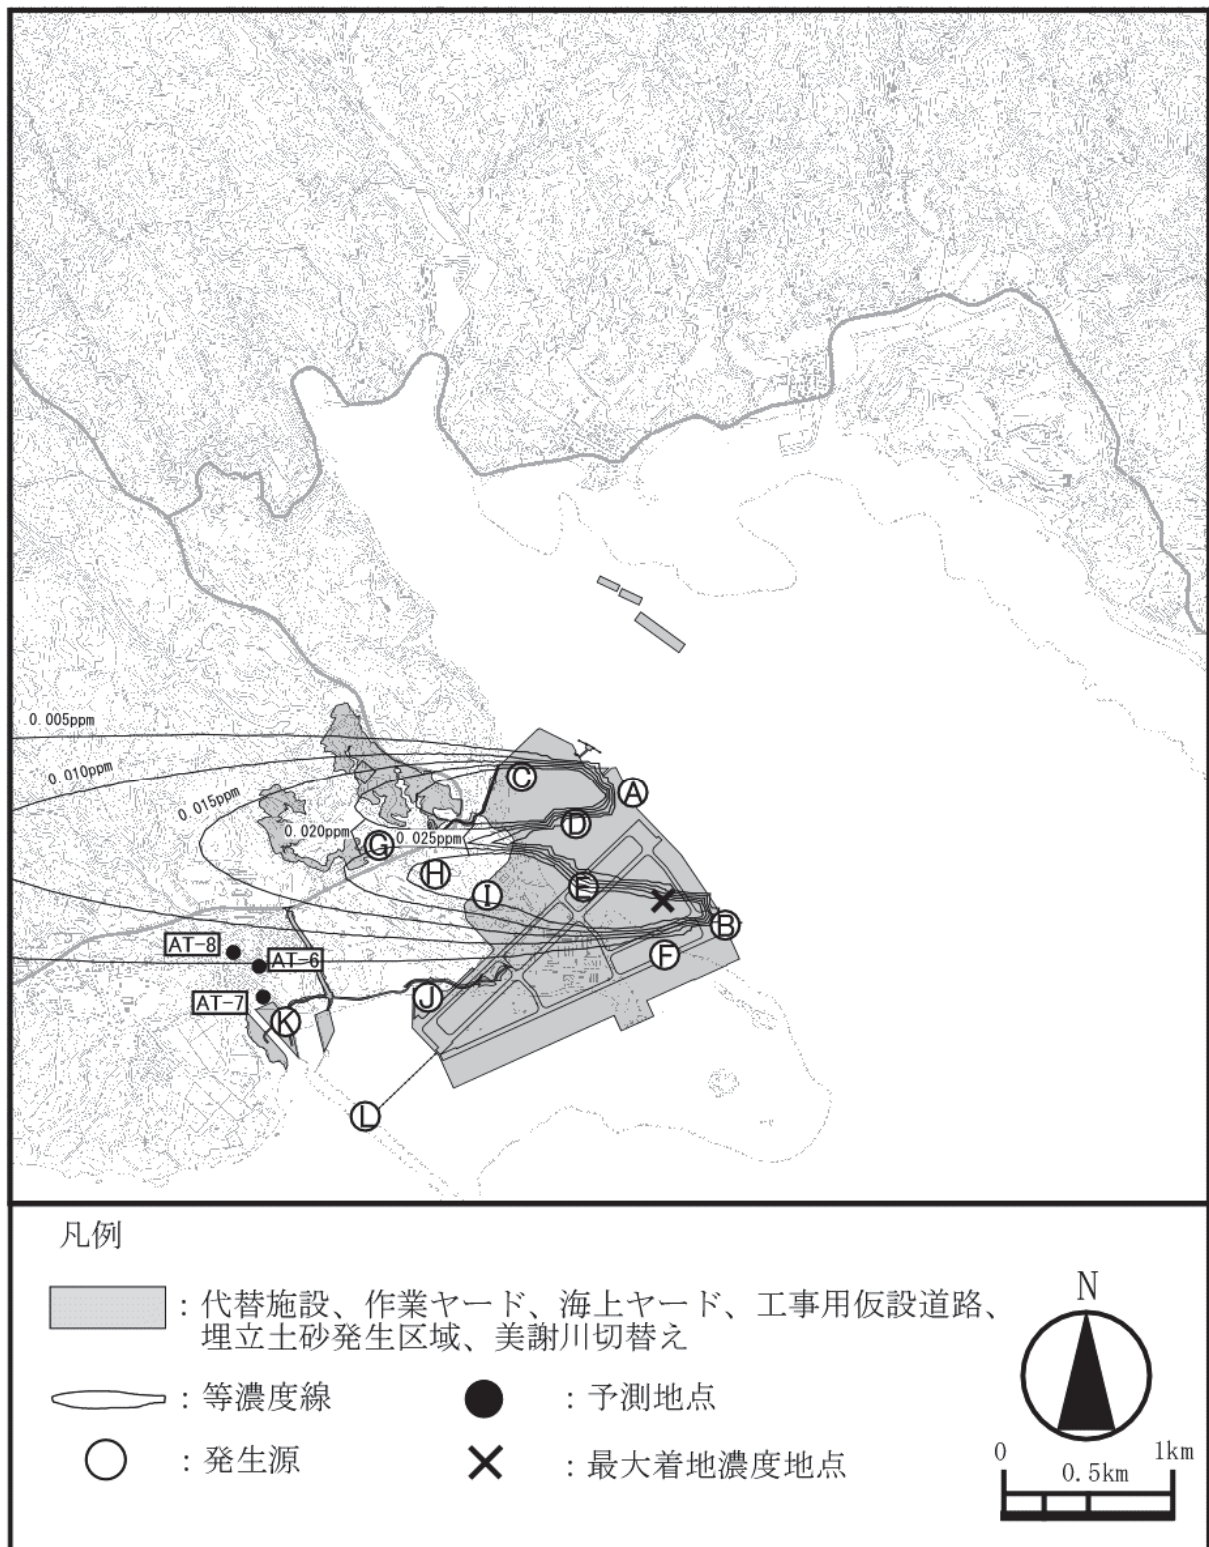 0.005ppm
0.010ppm
0.015ppm
0.020ppm
0.025ppm
C
A
D
G
H
E
I
B
F
AT-8
AT-6
AT-7
J
K
L
凡例
：代替施設、作業ヤード、海上ヤード、工事用仮設道路、
埋立土砂発生区域、美謝川切替え
：等濃度線
：予測地点
：発生源
：最大着地濃度地点
N
0
0.5km
1km